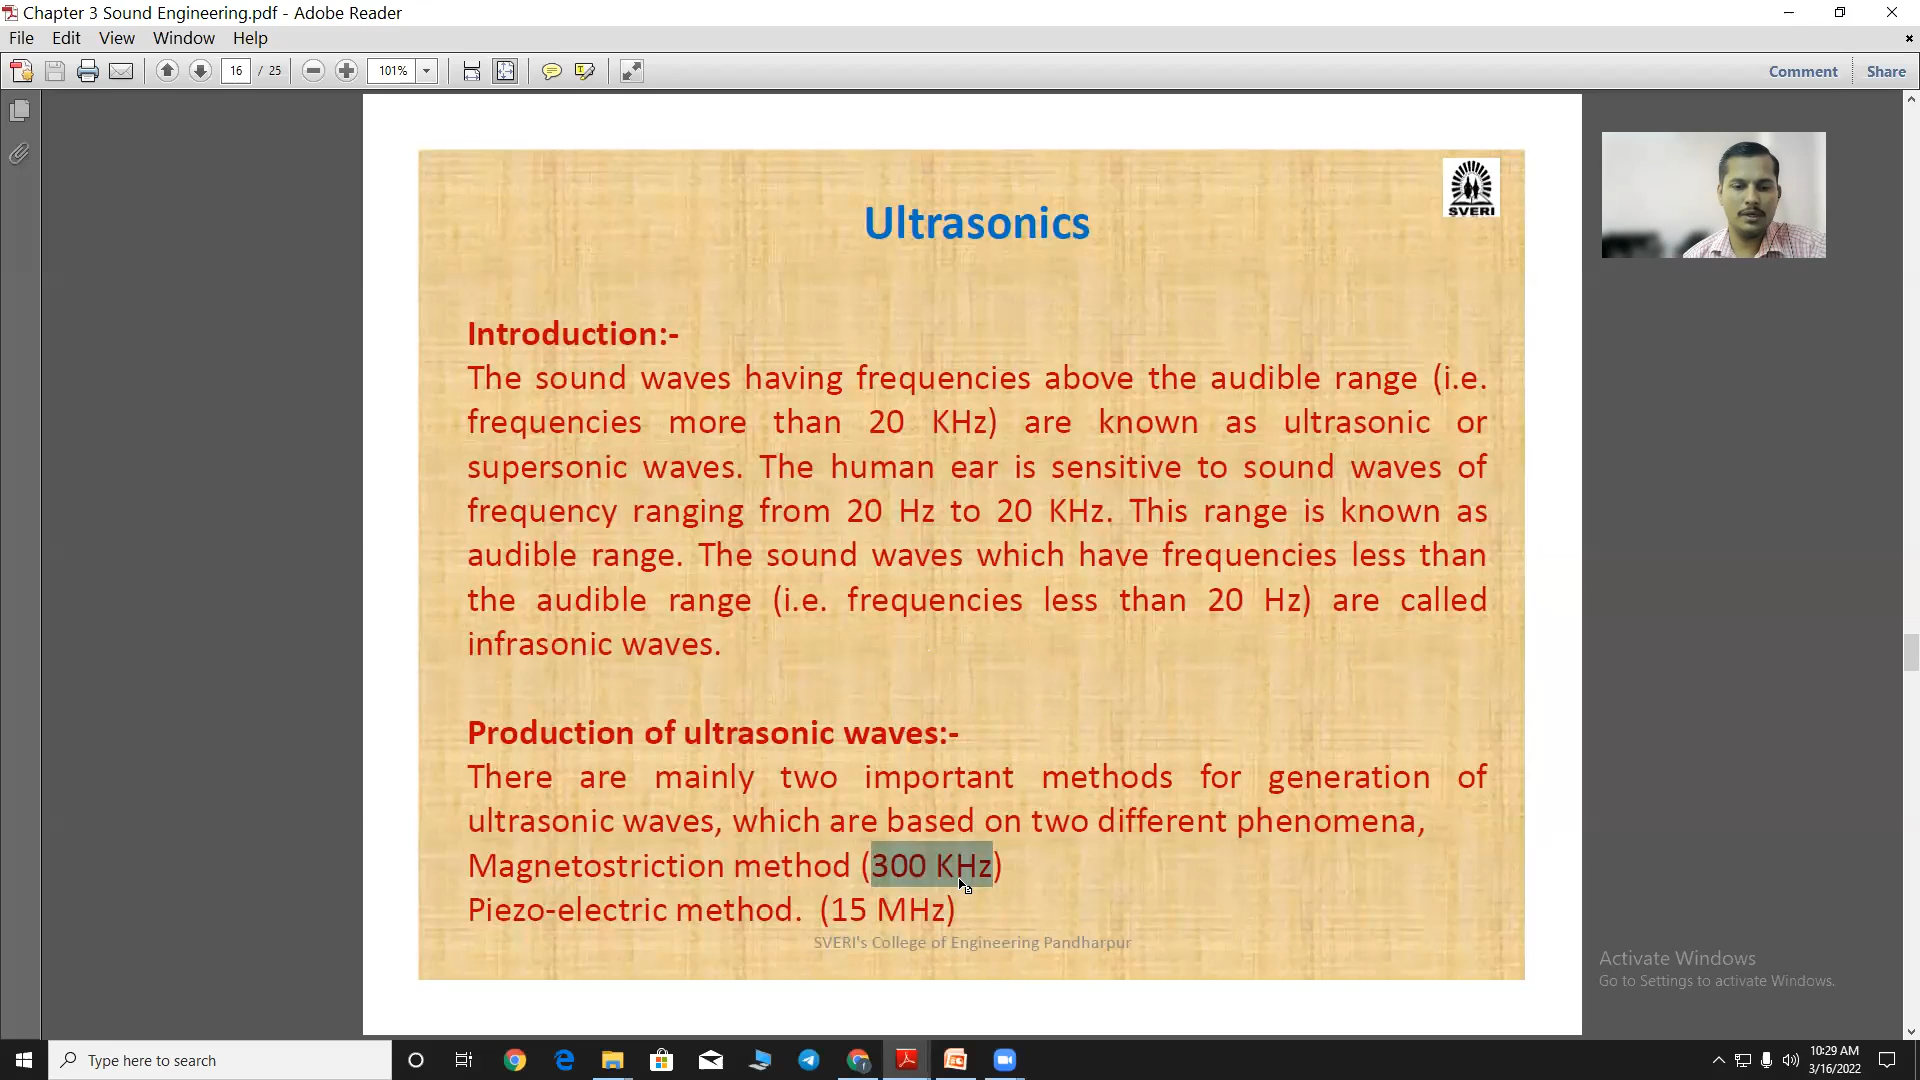 Chapter 3 Sound Engineering.pdf - Adobe Reader
File Edit View Window Help
16 / 25 101% Comment Share
SVERI
Ultrasonics
Introduction:-
The sound waves having frequencies above the audible range (i.e.
frequencies more than 20 KHz) are known as ultrasonic or
supersonic waves. The human ear is sensitive to sound waves of
frequency ranging from 20 Hz to 20 KHz. This range is known as
audible range. The sound waves which have frequencies less than
the audible range (i.e. frequencies less than 20 Hz) are called
infrasonic waves.
Production of ultrasonic waves:-
There are mainly two important methods for generation of
ultrasonic waves, which are based on two different phenomena,
Magnetostriction method (300 KHz)
Piezo-electric method. (15 MHz)
SVERI's College of Engineering Pandharpur
Activate Windows
Go to Settings to activate Windows.
Type here to search
10:29 AM
3/16/2022